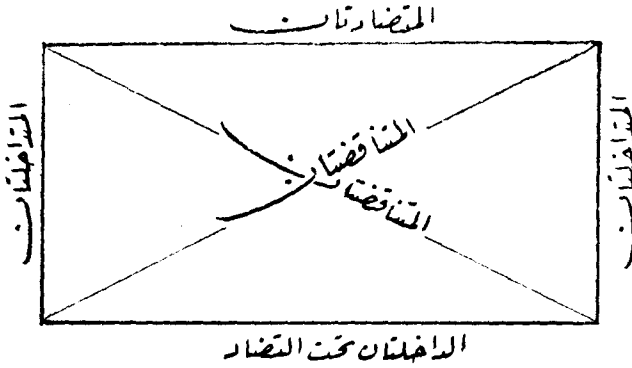 المتضادتان
المتداخلتان
المتداخلتان
المتناقضتان
المتناقضتان
الداخلتان تحت التضاد